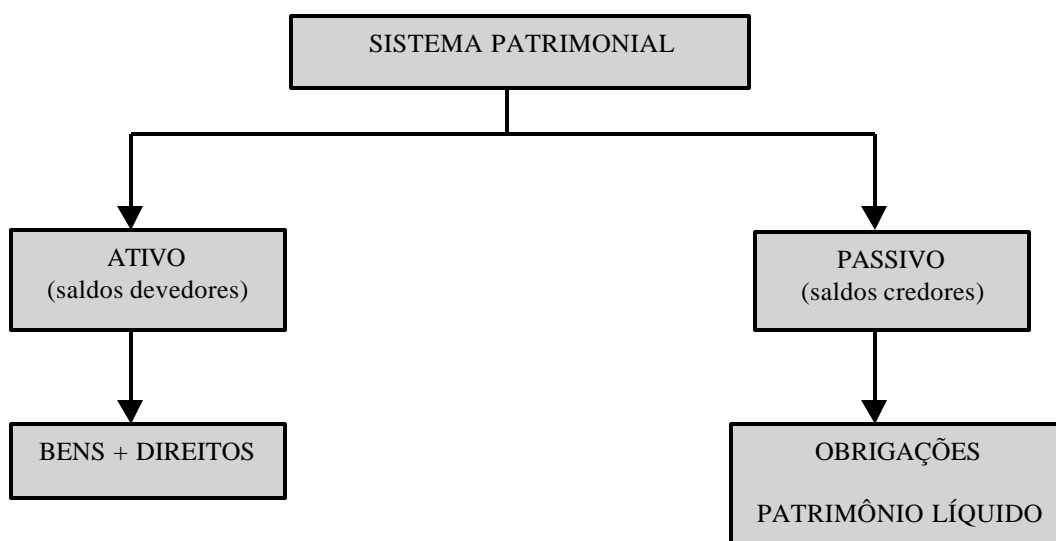 SISTEMA PATRIMONIAL
ATIVO
(saldos devedores)
PASSIVO
(saldos credores)
BENS + DIREITOS
OBRIGAÇÕES
PATRIMÔNIO LÍQUIDO